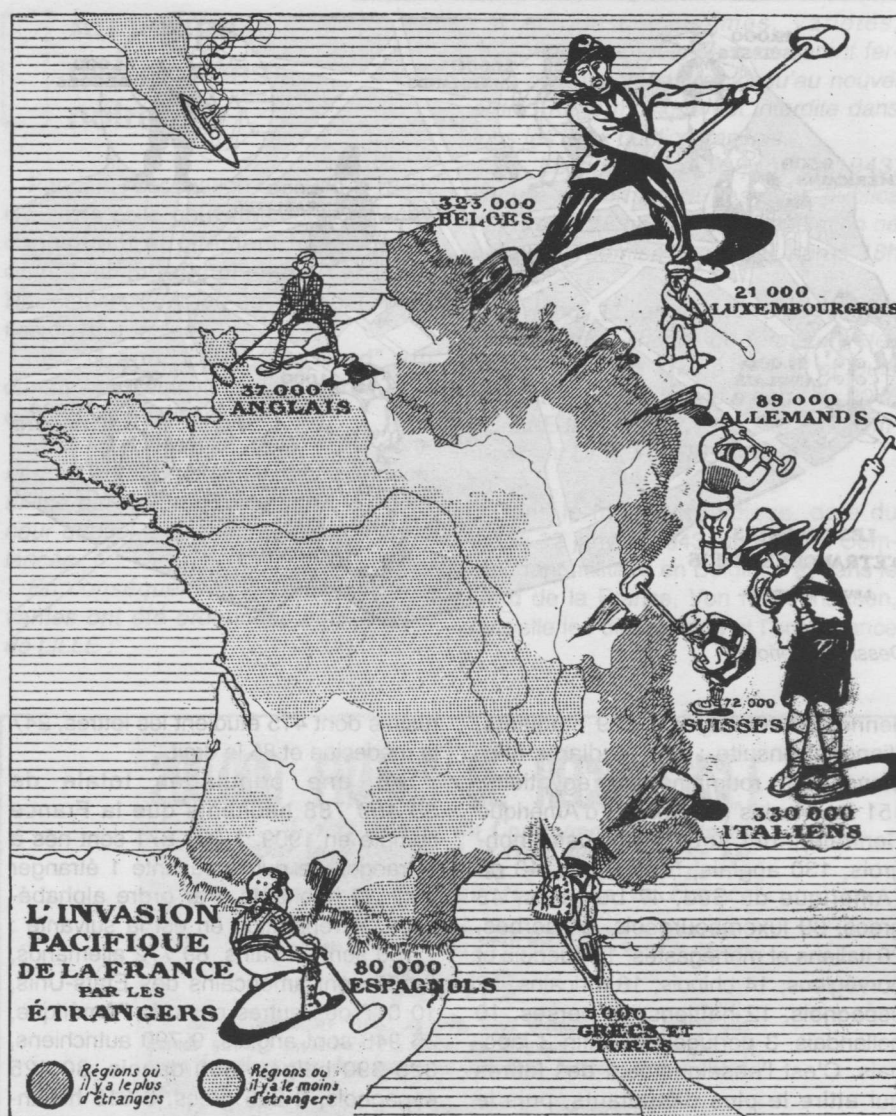 323,000
BELGES
21 000
LUXEMBOURGEOIS
37 000
ANGLAIS
89 000
ALLEMANDS
72 000
SUISSES
330 000
ITALIENS
L'INVASION
PACIFIQUE
DE LA FRANCE
PAR LES
ÉTRANGERS
80 000
ESPAGNOLS
GRECS ET
TURCS
Régions où
il y a le plus
d'étrangers
Régions où
il y a le moins
d'étrangers